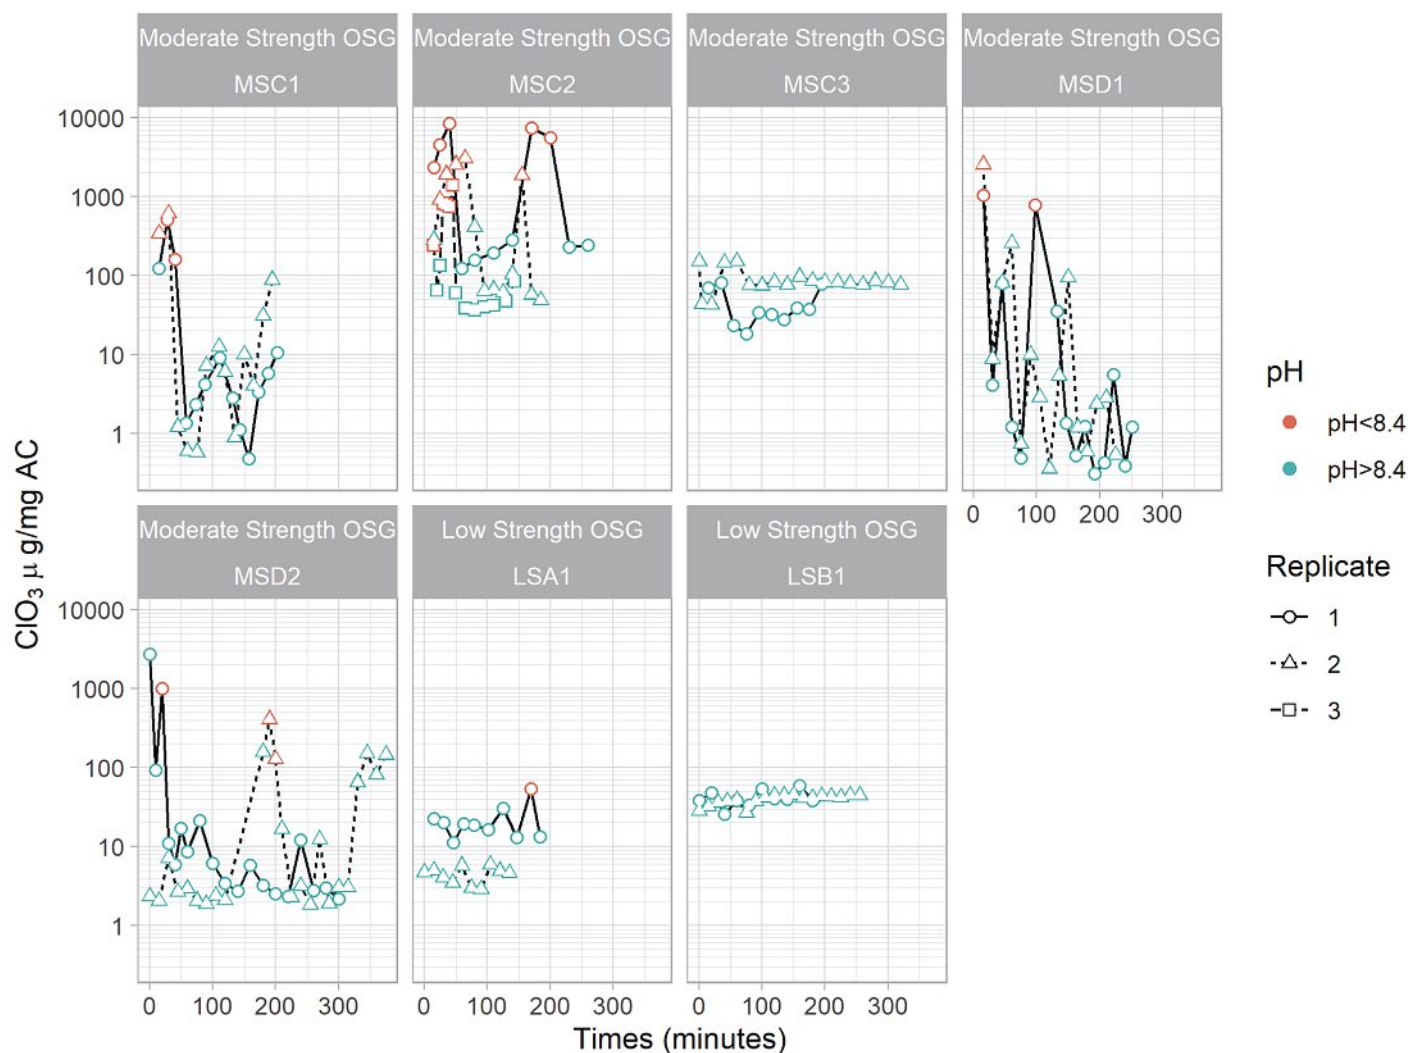 Moderate Strength OSG
MSC1
Moderate Strength OSG
MSC2
Moderate Strength OSG
MSC3
Moderate Strength OSG
MSD1
10000
1000
100
10
1
0
100
200
300
Moderate Strength OSG
MSD2
Low Strength OSG
LSA1
Low Strength OSG
LSB1
10000
1000
100
10
1
0
100
200
300
0
100
200
300
0
100
200
300
Times (minutes)
ClO₃ μ g/mg AC
pH
pH<8.4
pH>8.4
Replicate
1
2
3